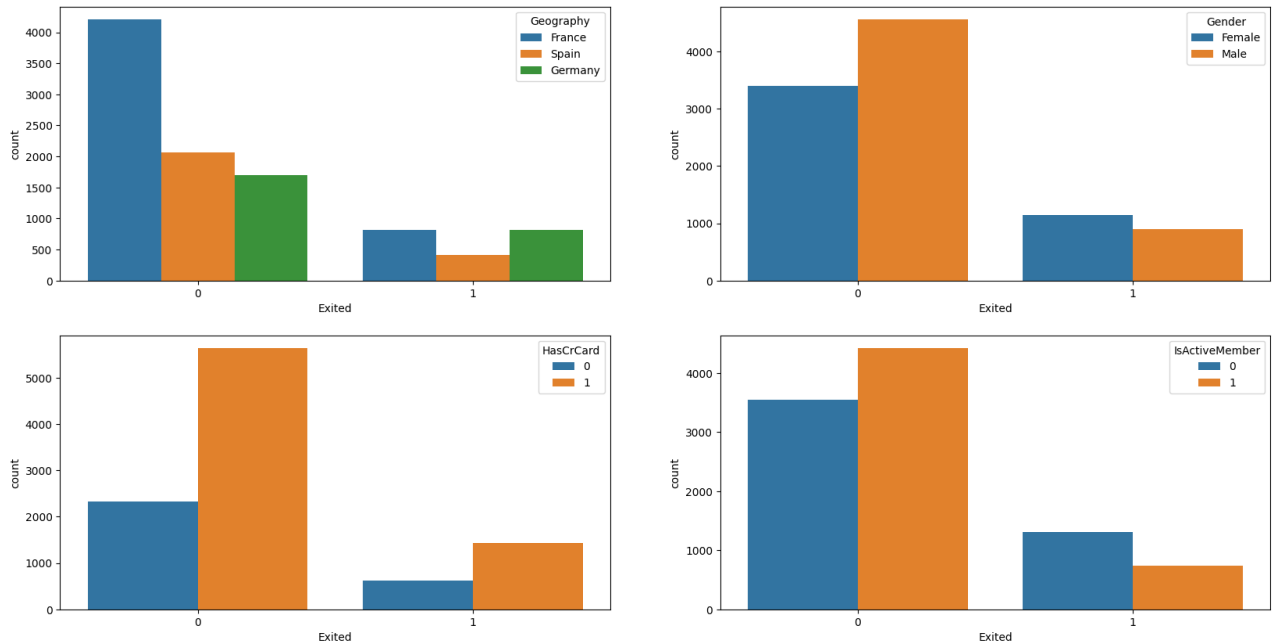 Geography
France
Spain
Germany
4000
3500
3000
2500
2000
1500
1000
500
0
count
0 1
Exited
Gender
Female
Male
4000
3000
2000
1000
0
count
0 1
Exited
HasCrCard
0
1
5000
4000
3000
2000
1000
0
count
0 1
Exited
IsActiveMember
0
1
4000
3000
2000
1000
0
count
0 1
Exited